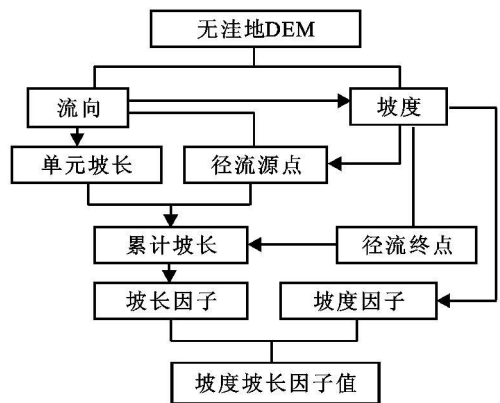 无洼地DEM
流向
坡度
单元坡长
径流源点
累计坡长
径流终点
坡长因子
坡度因子
坡度坡长因子值